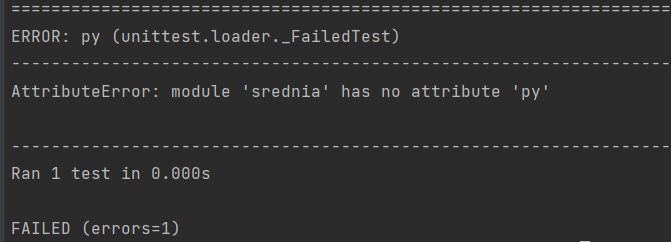 ======================================================================
ERROR: py (unittest.loader._FailedTest)
----------------------------------------------------------------------
AttributeError: module 'srednia' has no attribute 'py'
----------------------------------------------------------------------
Ran 1 test in 0.000s
FAILED (errors=1)